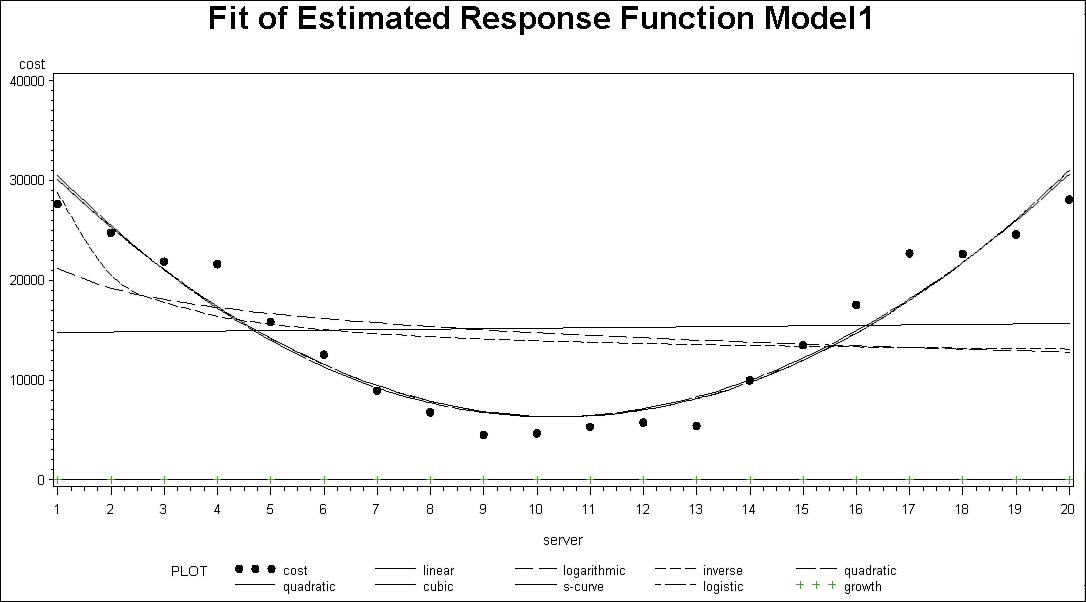 Fit of Estimated Response Function Model1
cost
40000
30000
20000
10000
0
1 2 3 4 5 6 7 8 9 10 11 12 13 14 15 16 17 18 19 20
server
PLOT cost linear logarithmic inverse quadratic
quadratic cubic s-curve logistic growth